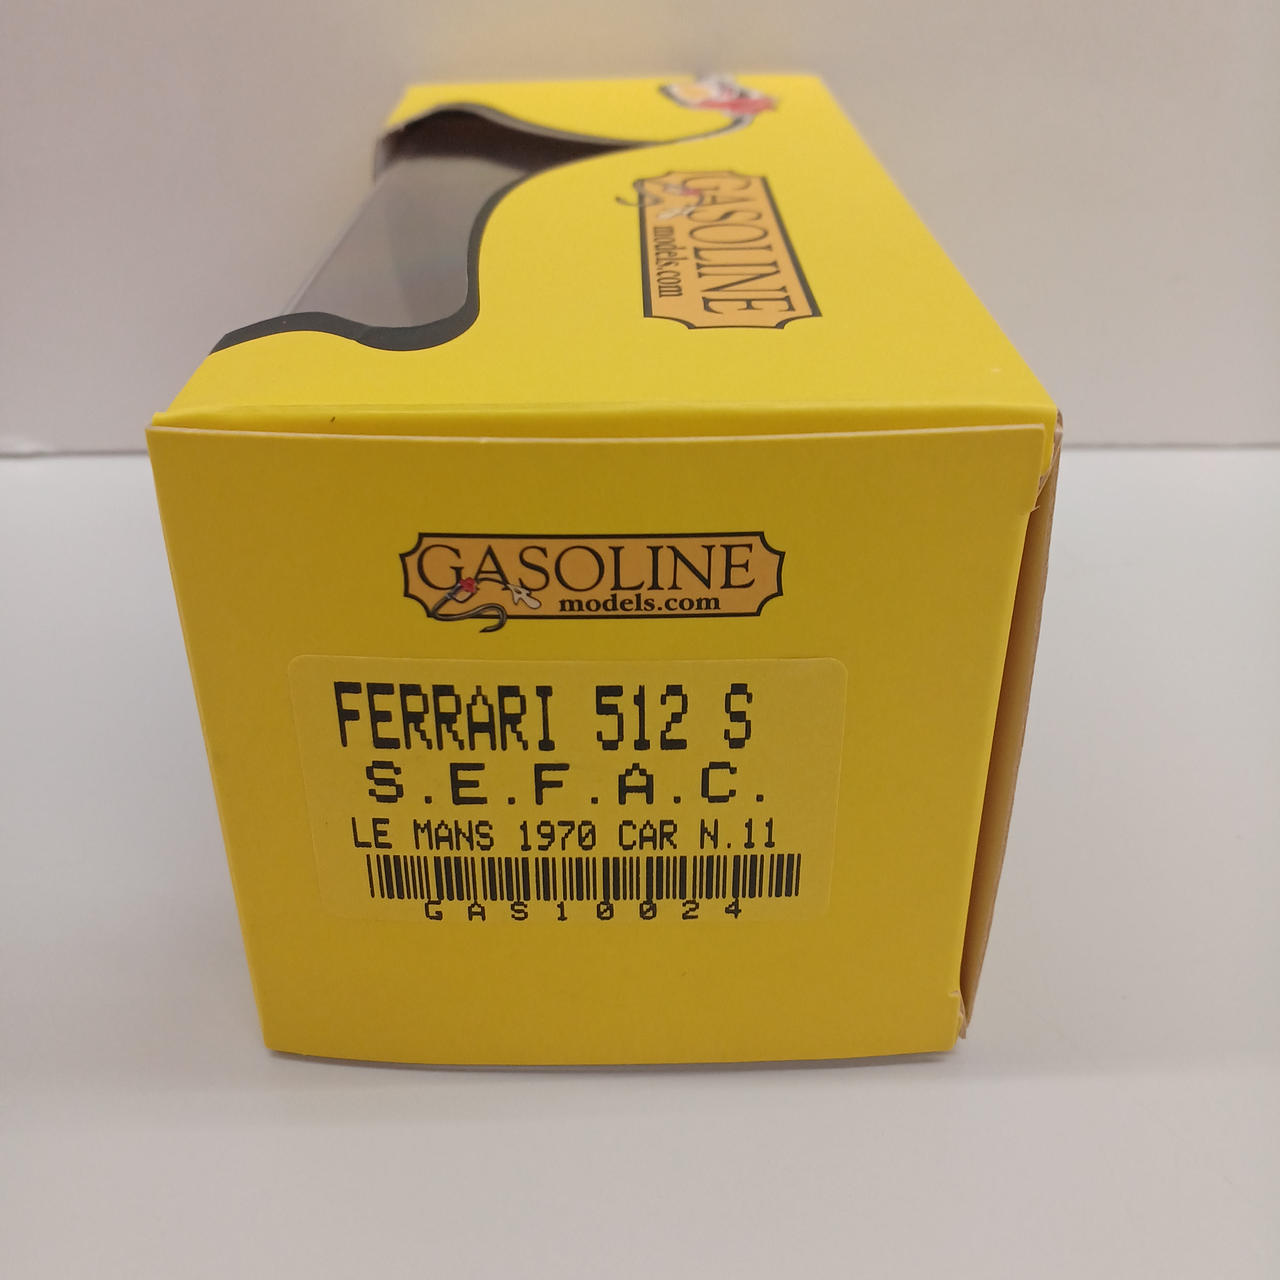 GASOLINE
models.com
GASOLINE
models.com
FERRARI 512 S
S.E.F.A.C.
LE MANS 1970 CAR N.11
GAS10024